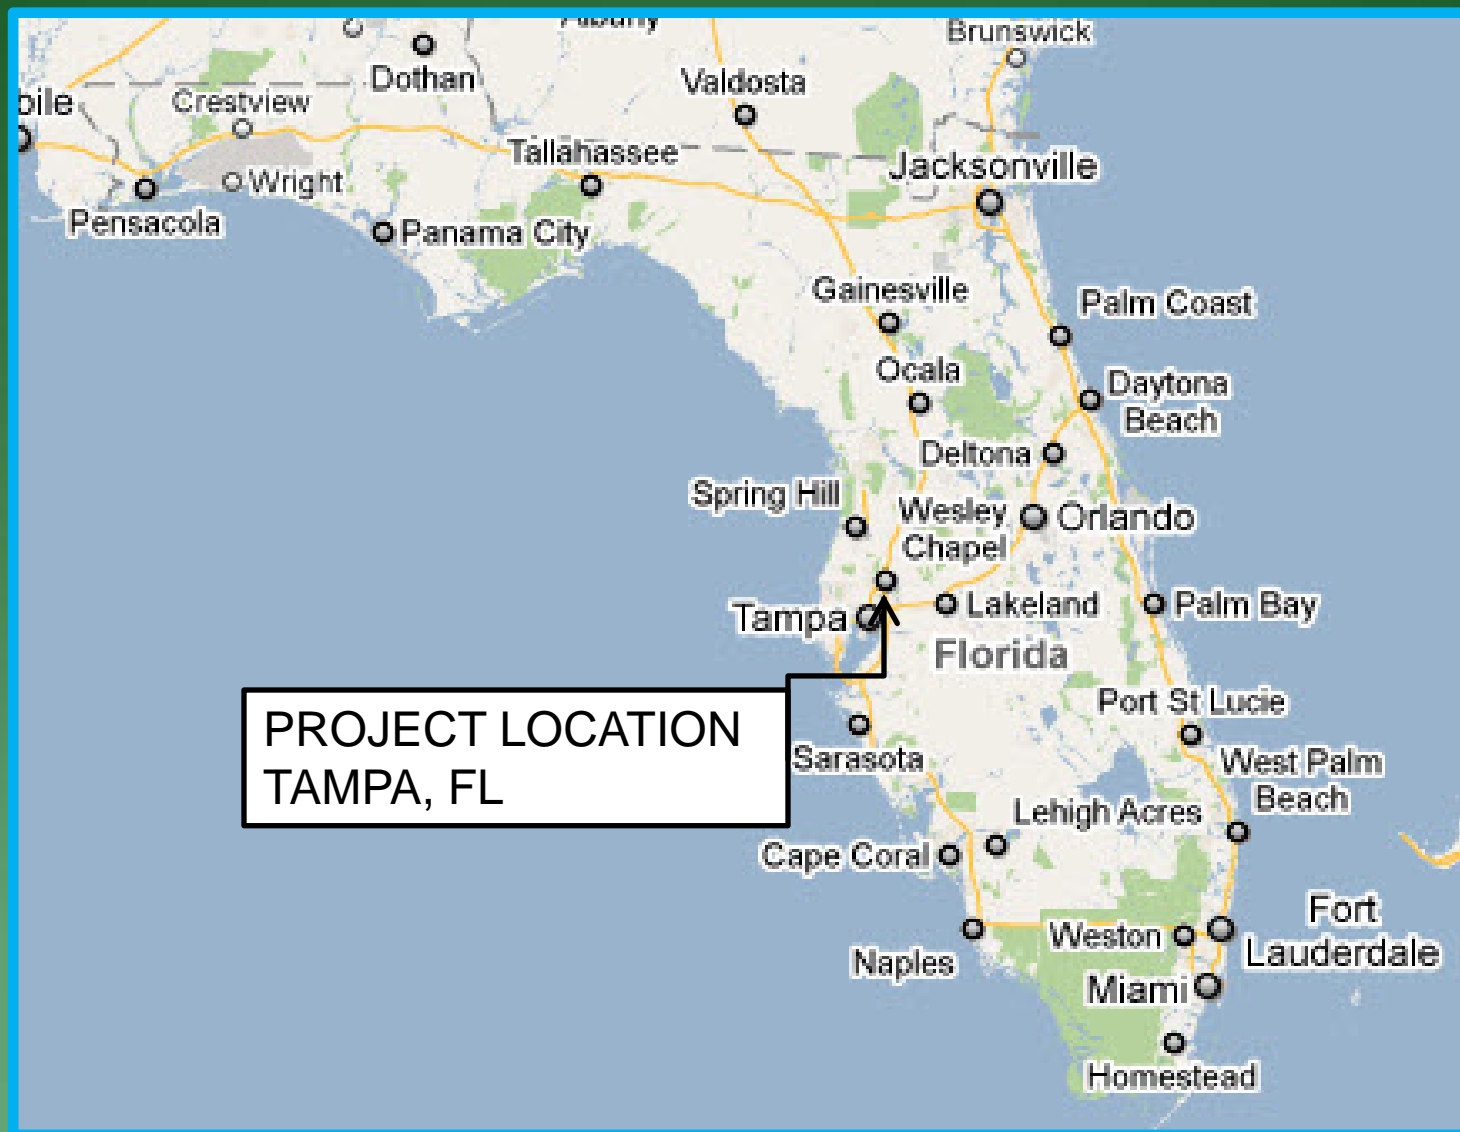 Brunswick
Dothan
Valdosta
Crestview
Tallahassee
Jacksonville
Wright
Pensacola
Panama City
Gainesville
Palm Coast
Ocala
Daytona
Beach
Deltona
Spring Hill
Wesley
Chapel
Orlando
Tampa
Lakeland
Palm Bay
Florida
PROJECT LOCATION
TAMPA, FL
Port St Lucie
Sarasota
West Palm
Beach
Lehigh Acres
Cape Coral
Fort
Lauderdale
Weston
Naples
Miami
Homestead